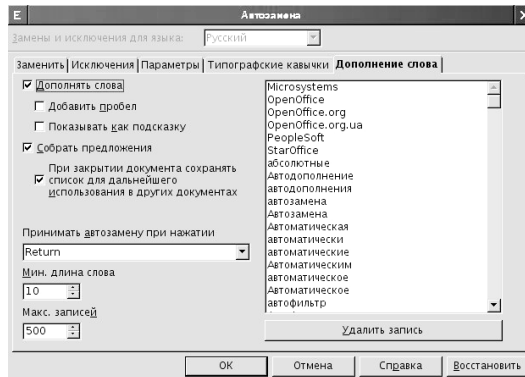 Автозамена
Замены и исключения для языка: Русский
Заменить Исключения Параметры Типографские кавычки Дополнение слова
Дополнять слова
Добавить пробел
Показывать как подсказку
Собрать предложения
При закрытии документа сохранять
список для дальнейшего
использования в других документах
Принимать автозамену при нажатии
Return
Мин. длина слова
10
Макс. записей
500
Microsystems
OpenOffice
OpenOffice.org
OpenOffice.org.ua
PeopleSoft
StarOffice
абсолютные
Автодополнение
автодополнения
автозамена
Автозамена
Автоматическая
автоматически
автоматические
Автоматическим
автоматическое
Автоматическое
автофильтр
Удалить запись
ОК
Отмена
Справка
Восстановить